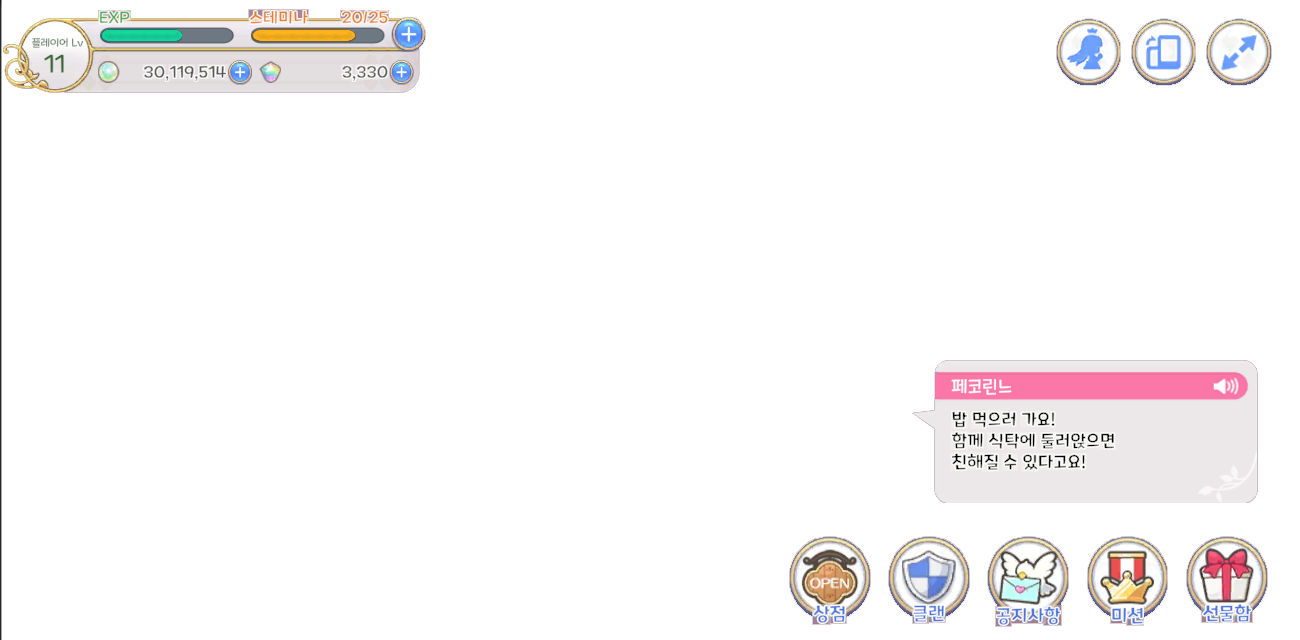 EXP 스테미나 20/25
플레이어 Lv
11
30,119,514 3,330
페코린느
밥 먹으러 가요!
함께 식탁에 둘러앉으면
친해질 수 있다고요!
OPEN
상점 클랜 공지사항 미션 선물함